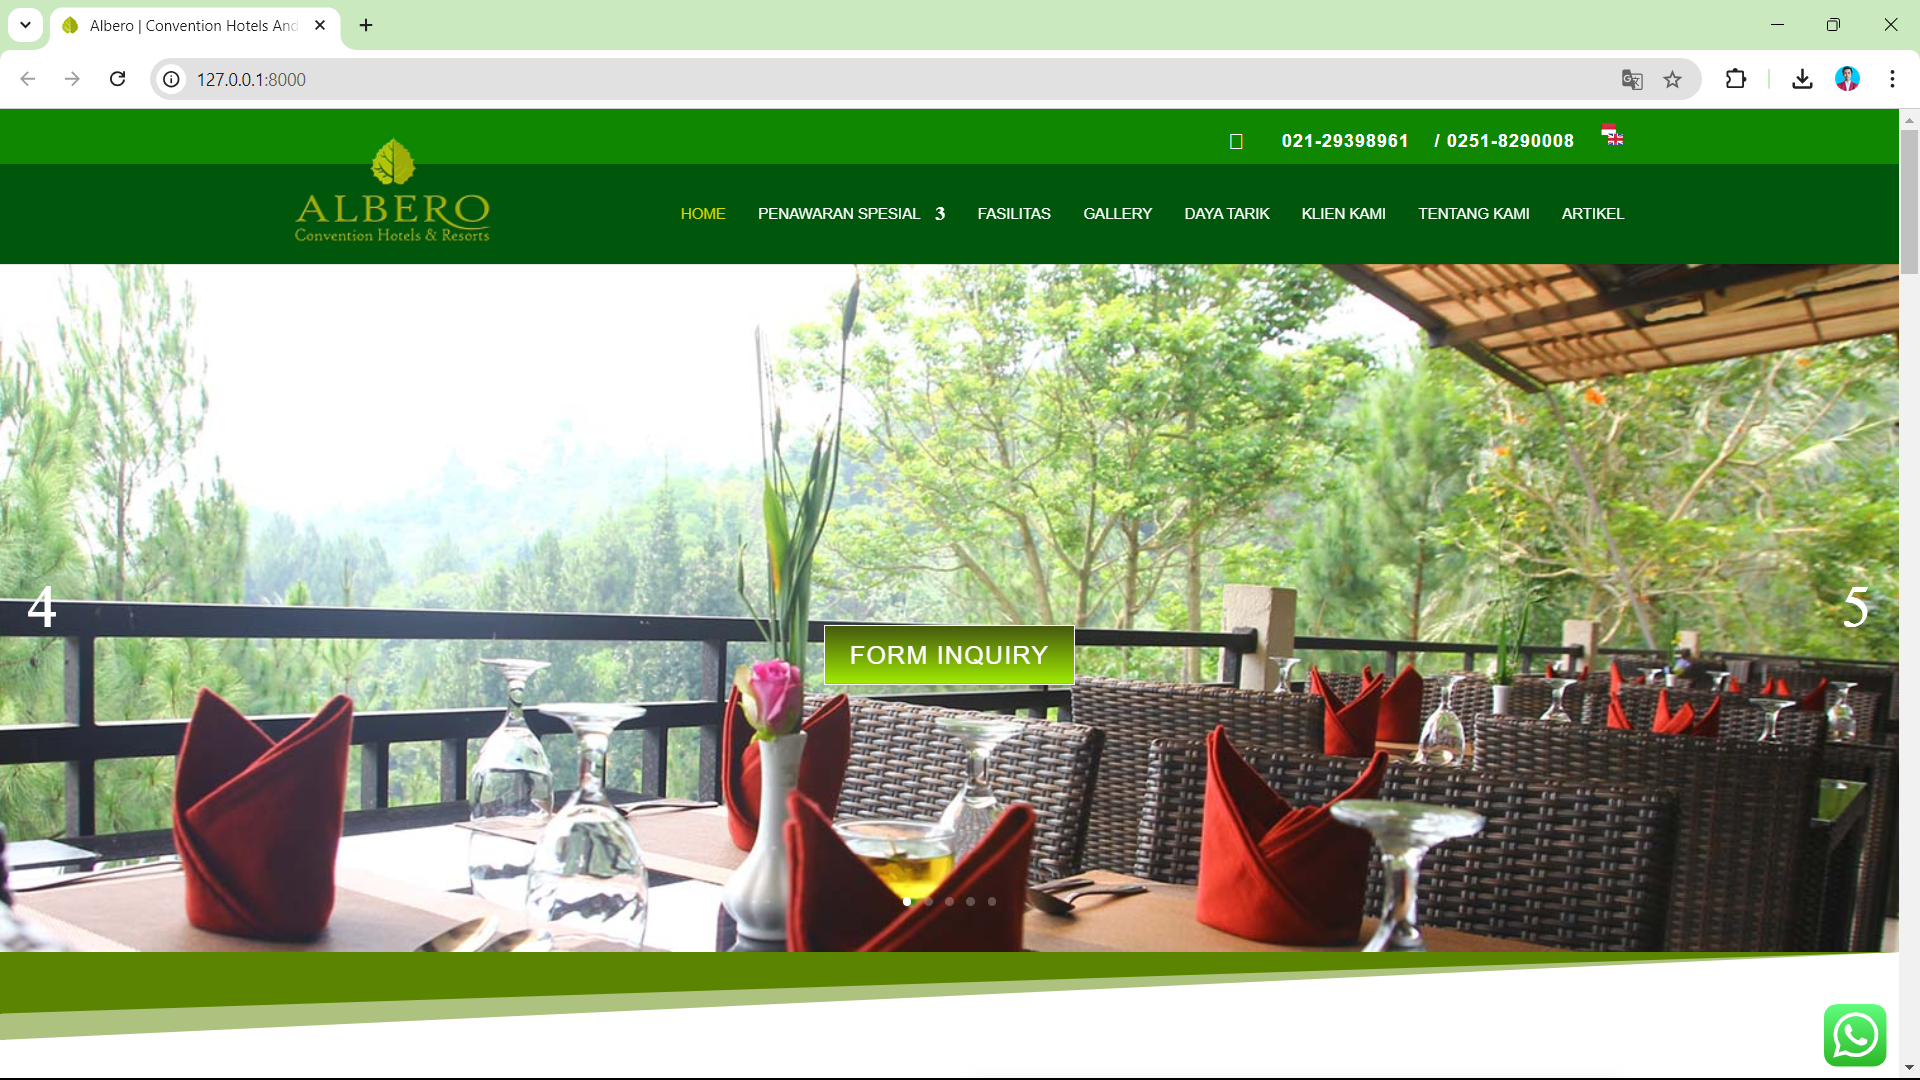 Albero | Convention Hotels And
127.0.0.1:8000
021-29398961 / 0251-8290008
ALBERO
Convention Hotels & Resorts
HOME PENAWARAN SPESIAL 3 FASILITAS GALLERY DAYA TARIK KLIEN KAMI TENTANG KAMI ARTIKEL
4
5
FORM INQUIRY